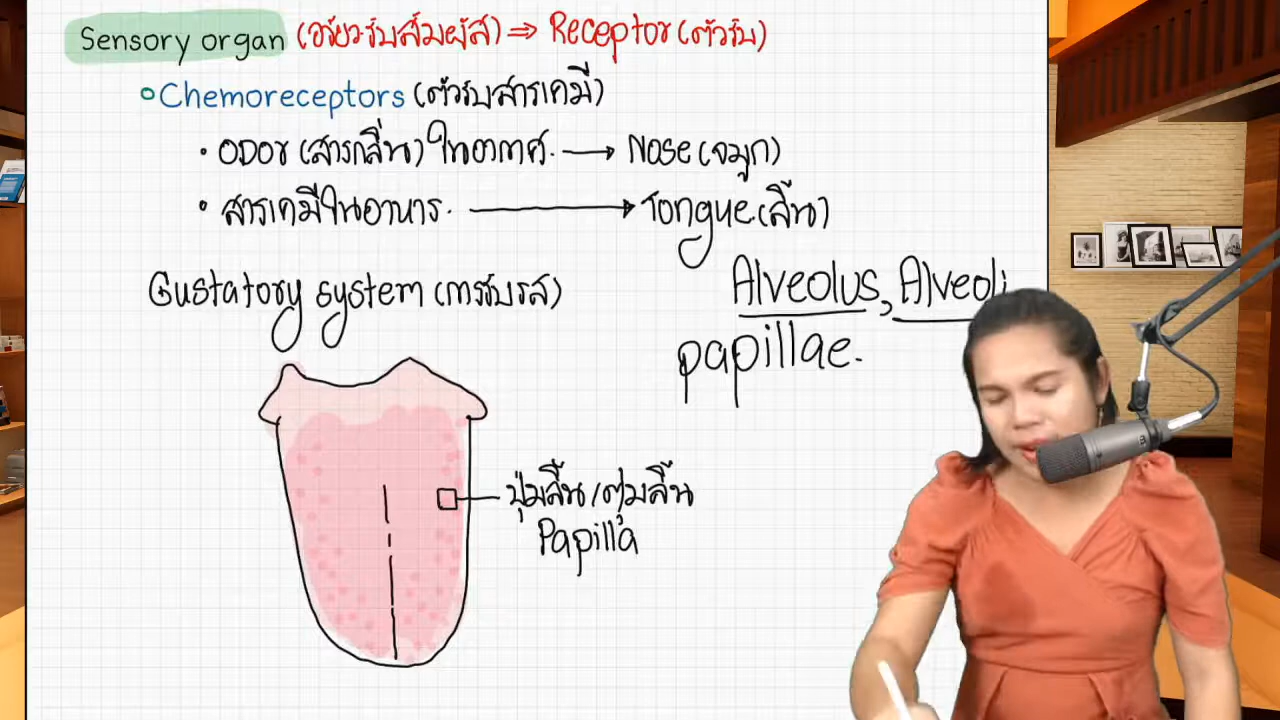 Sensory organ (อวัยวะรับสัมผัส) ⇒ Receptor (ตัวรับ)
Chemoreceptors (ตัวรับสารเคมี)
• ODOR (สารกลิ่น) ในอากาศ → Nose (จมูก)
• สารเคมีในอาหาร → Tongue (ลิ้น)
Gustatory system (การรับรส)
Alveolus, Alveoli
papillae.
ปุ่มลิ้น/ตุ่มลิ้น
Papilla